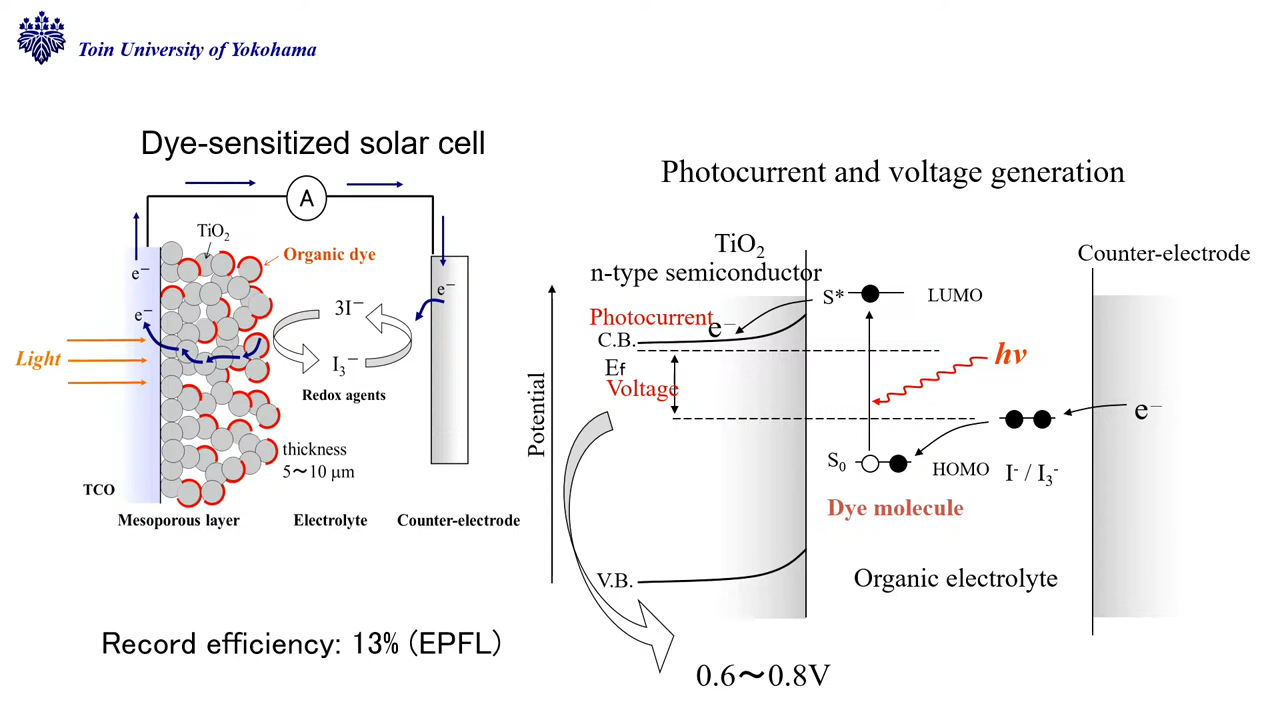 Toin University of Yokohama
Dye-sensitized solar cell
A
TiO₂
Organic dye
e⁻
e⁻
e⁻
3I⁻
I₃⁻
Light
Redox agents
thickness
5～10 μm
TCO
Mesoporous layer
Electrolyte
Counter-electrode
Record efficiency: 13% (EPFL)
Photocurrent and voltage generation
TiO₂
n-type semiconductor
Counter-electrode
S*
LUMO
Photocurrent
e⁻
C.B.
Ef
Voltage
hν
Potential
e⁻
S₀
HOMO
I⁻ / I₃⁻
Dye molecule
V.B.
Organic electrolyte
0.6～0.8V